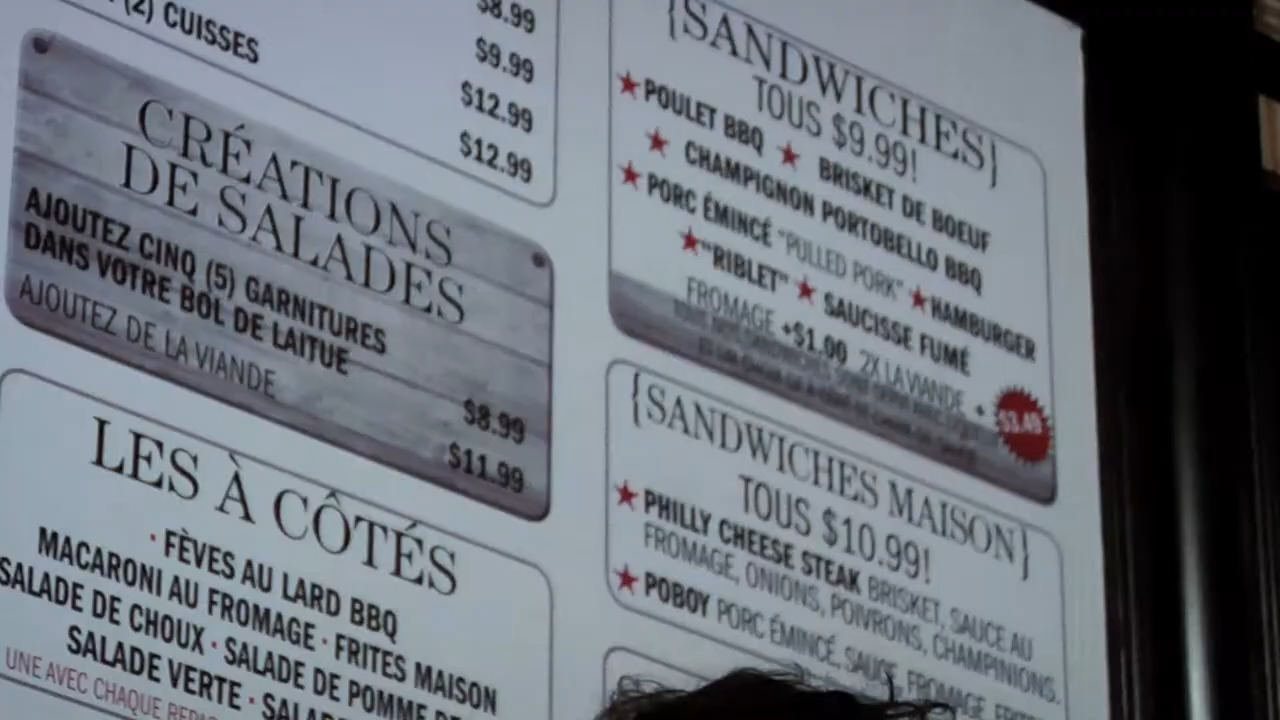 (2) CUISSES
$8.99
$9.99
$12.99
$12.99
CRÉATIONS
DE SALADES
AJOUTEZ CINQ (5) GARNITURES
DANS VOTRE BOL DE LAITUE
AJOUTEZ DE LA VIANDE
$8.99
$11.99
LES À CÔTÉS
· FÈVES AU LARD BBQ
MACARONI AU FROMAGE · FRITES MAISON
SALADE DE CHOUX · SALADE DE POMME DE
SALADE VERTE ·
UNE AVEC CHAQUE
{SANDWICHES}
TOUS $9.99!
★ POULET BBQ ★ BRISKET DE BOEUF
★ CHAMPIGNON PORTOBELLO BBQ
★ PORC ÉMINCÉ "PULLED PORK" ★ HAMBURGER
★ "RIBLET" ★ SAUCISSE FUMÉ
FROMAGE +$1.00 2X LA VIANDE + $3.49
{SANDWICHES MAISON}
TOUS $10.99!
★ PHILLY CHEESE STEAK BRISKET, SAUCE AU
FROMAGE, ONIONS, POIVRONS, CHAMPINIONS.
★ POBOY PORC ÉMINCÉ, SAUCE, FROMAGE,